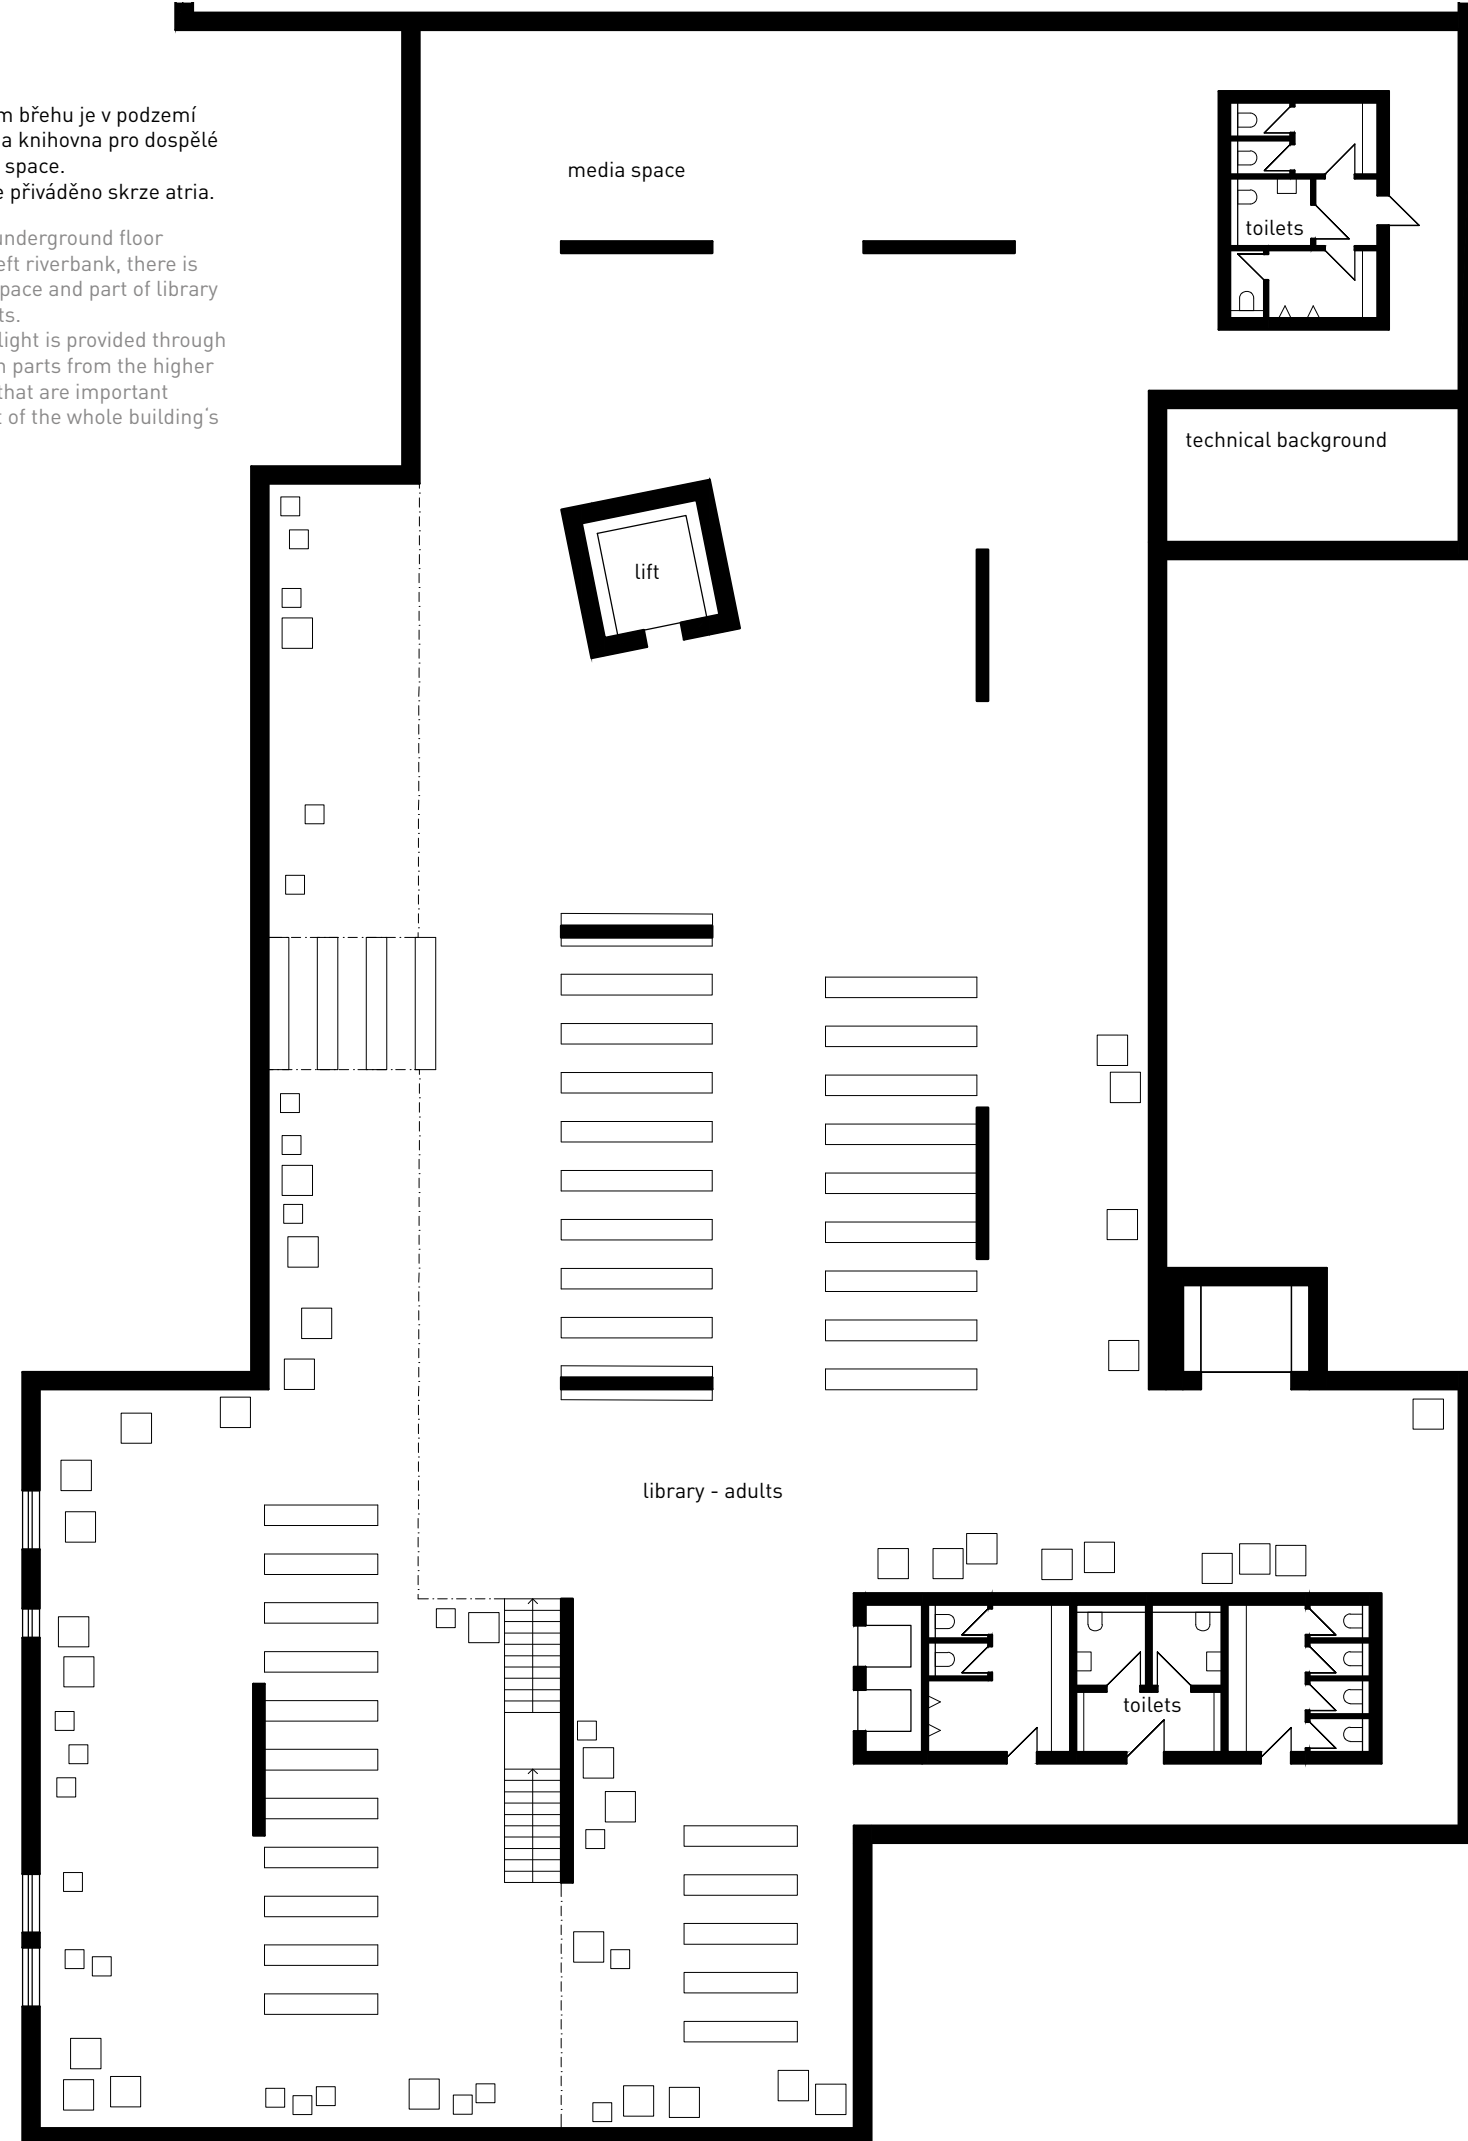 m břehu je v podzemí
a knihovna pro dospělé
space.
přiváděno skrze atria.
underground floor
eft riverbank, there is
pace and part of library
ts.
light is provided through
parts from the higher
that are important
of the whole building's
media space
toilets
technical background
lift
library - adults
toilets